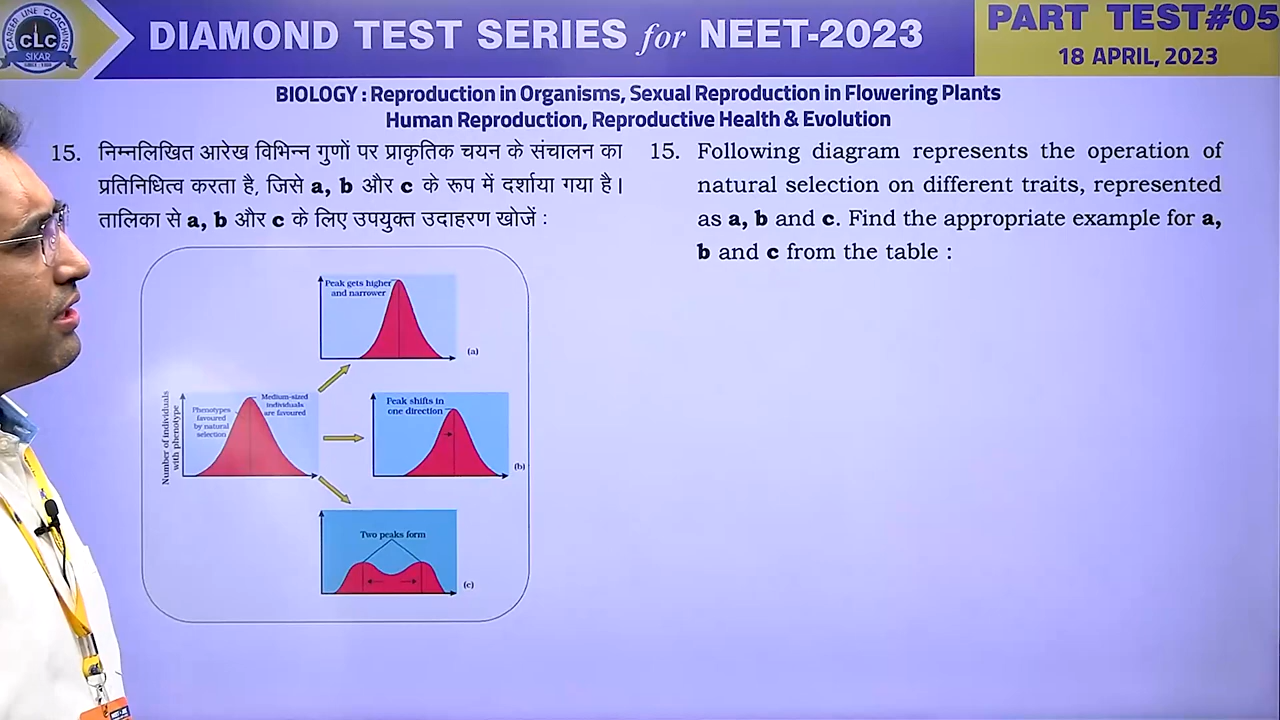 CAREER LINE COACHING
CLC
SIKAR
DIAMOND TEST SERIES for NEET-2023
PART TEST#05
18 APRIL, 2023
BIOLOGY : Reproduction in Organisms, Sexual Reproduction in Flowering Plants
Human Reproduction, Reproductive Health & Evolution
15. निम्नलिखित आरेख विभिन्न गुणों पर प्राकृतिक चयन के संचालन का
प्रतिनिधित्व करता है, जिसे a, b और c के रूप में दर्शाया गया है।
तालिका से a, b और c के लिए उपयुक्त उदाहरण खोजें :
Peak gets higher
and narrower
(a)
Number of individuals
with phenotype
Phenotypes
favoured
by natural
selection
Medium-sized
individuals
are favoured
Peak shifts in
one direction
(b)
Two peaks form
(c)
15. Following diagram represents the operation of
natural selection on different traits, represented
as a, b and c. Find the appropriate example for a,
b and c from the table :